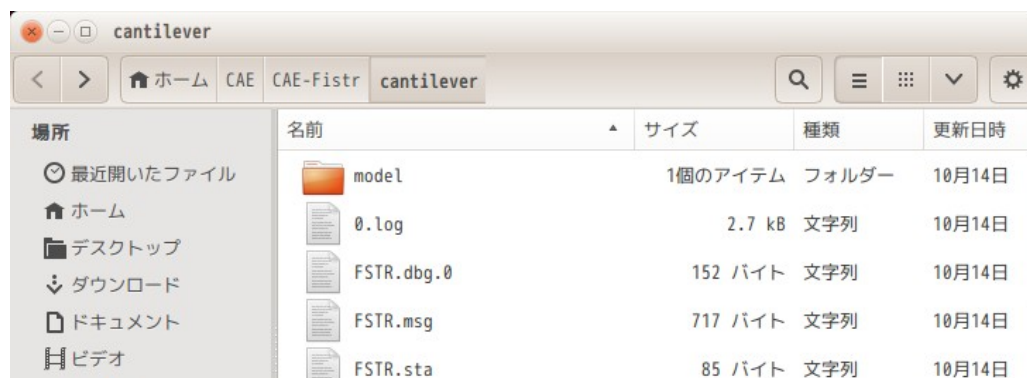 cantilever
ホーム CAE CAE-Fistr cantilever
場所
最近開いたファイル
ホーム
デスクトップ
ダウンロード
ドキュメント
ビデオ
名前 サイズ 種類 更新日時
model 1個のアイテム フォルダー 10月14日
0.log 2.7 kB 文字列 10月14日
FSTR.dbg.0 152 バイト 文字列 10月14日
FSTR.msg 717 バイト 文字列 10月14日
FSTR.sta 85 バイト 文字列 10月14日